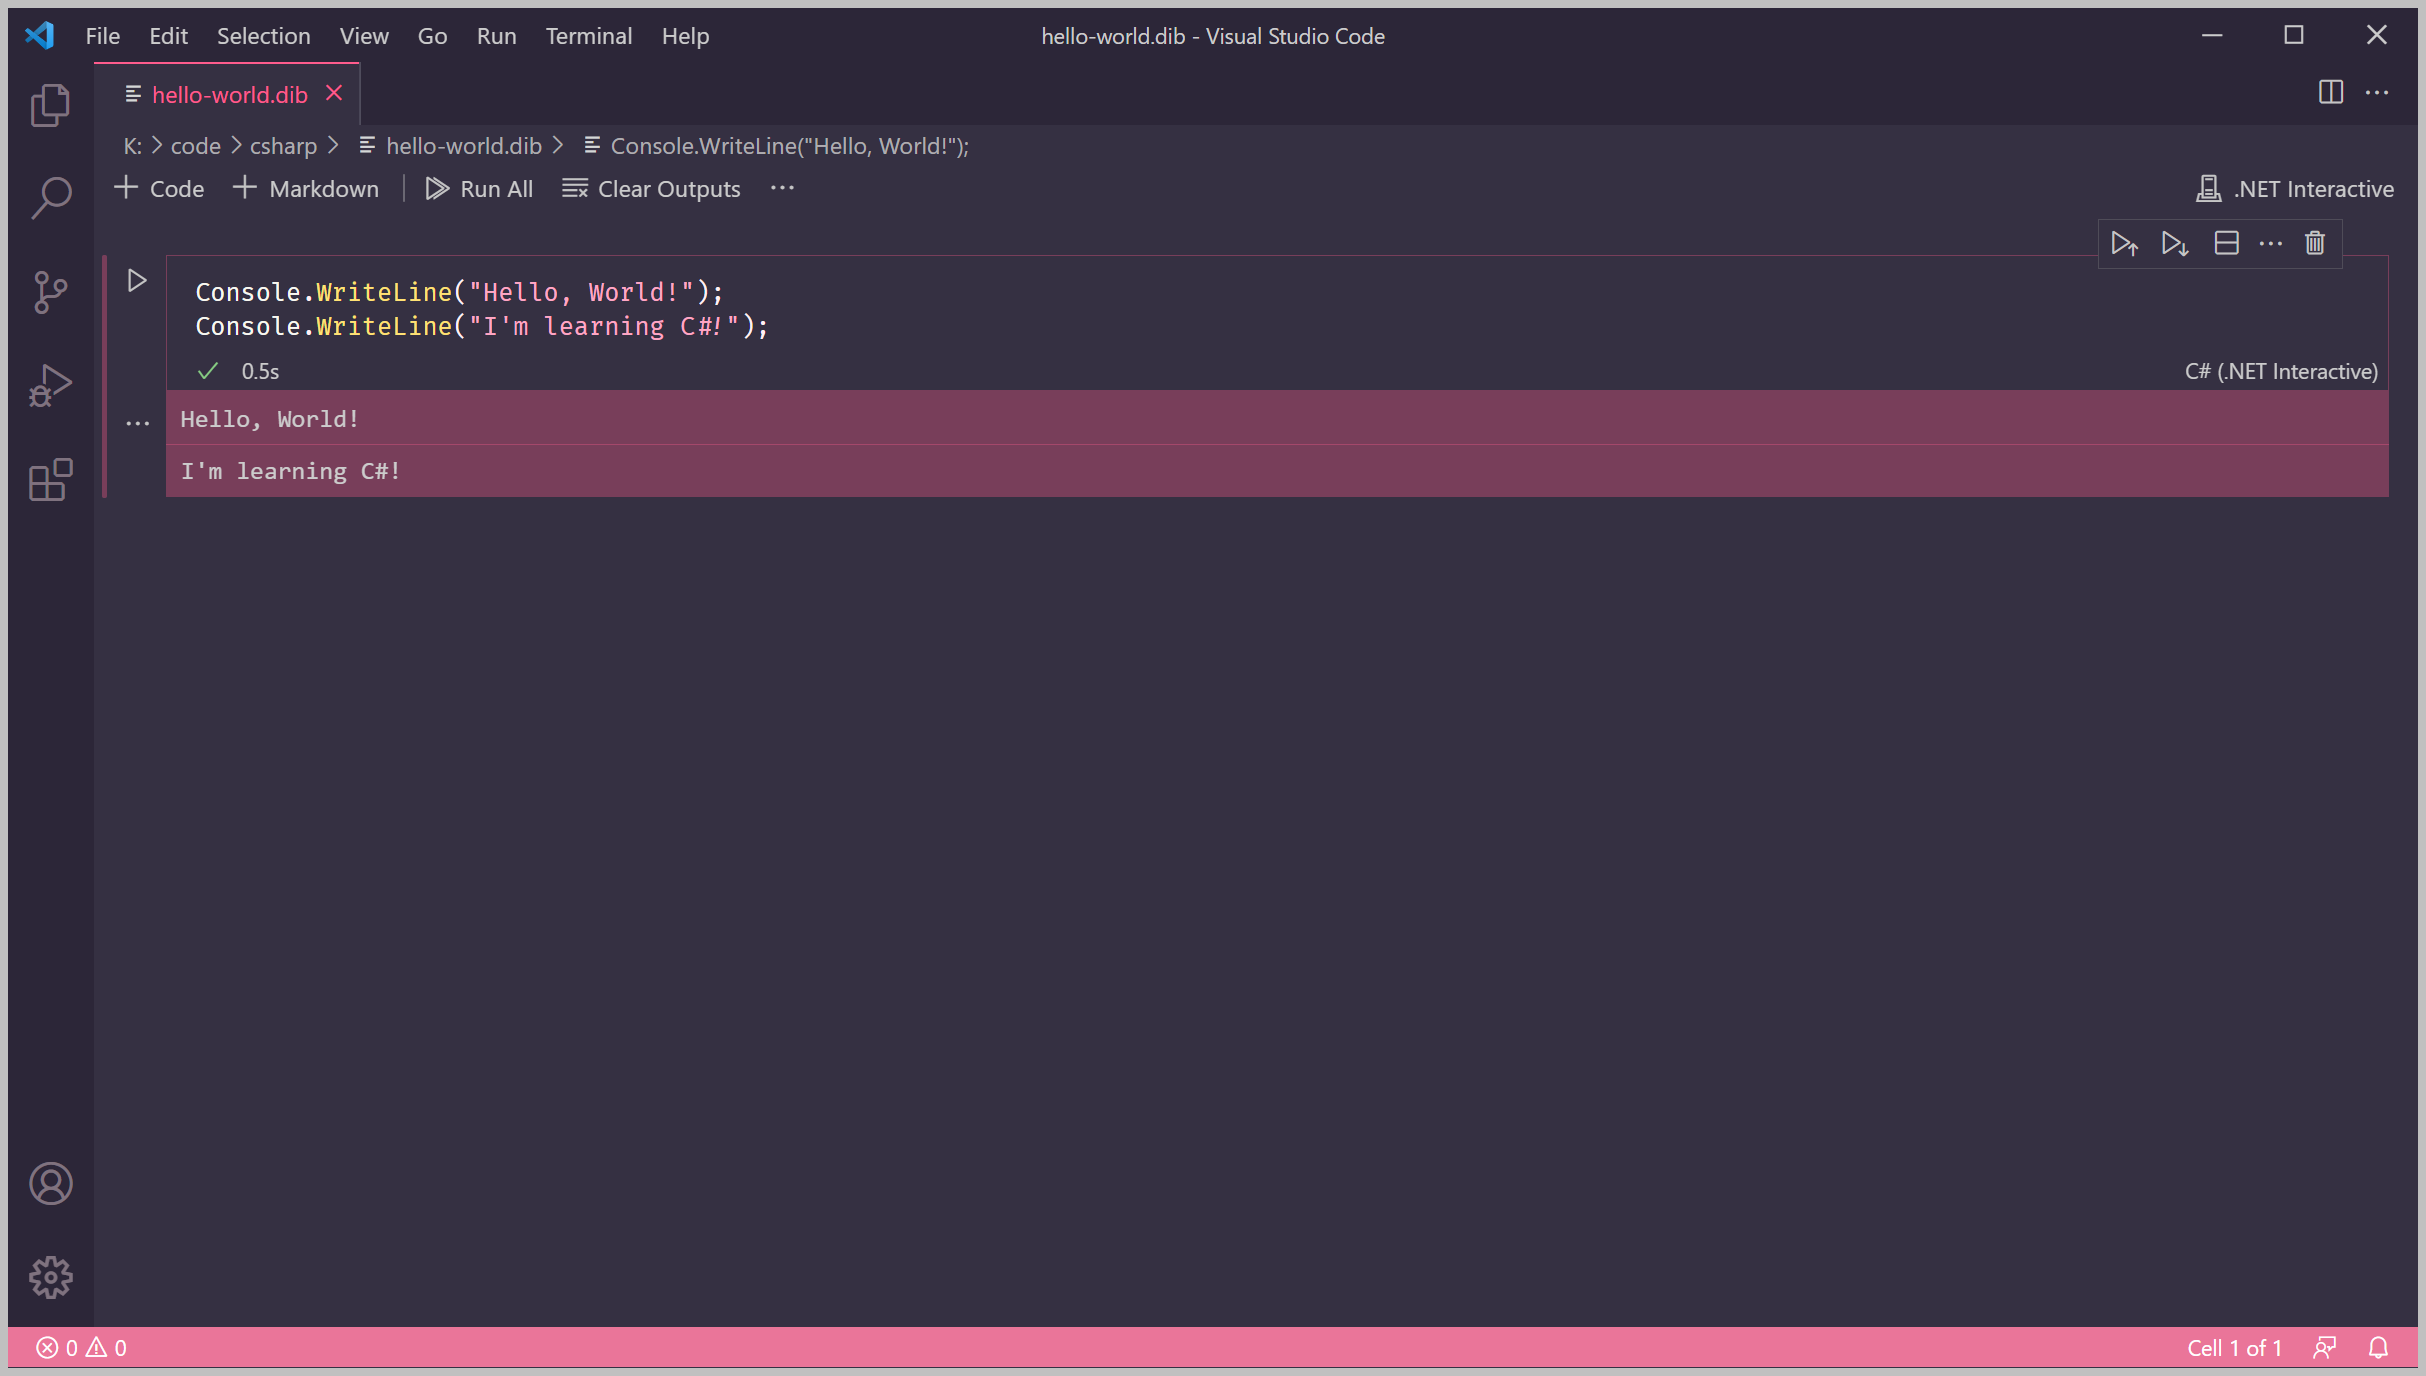 File Edit Selection View Go Run Terminal Help
hello-world.dib - Visual Studio Code
hello-world.dib
K: > code > csharp > hello-world.dib > Console.WriteLine("Hello, World!");
+ Code + Markdown | Run All Clear Outputs ...
.NET Interactive
Console.WriteLine("Hello, World!");
Console.WriteLine("I'm learning C#!");
0.5s
C# (.NET Interactive)
Hello, World!
I'm learning C#!
0 0
Cell 1 of 1